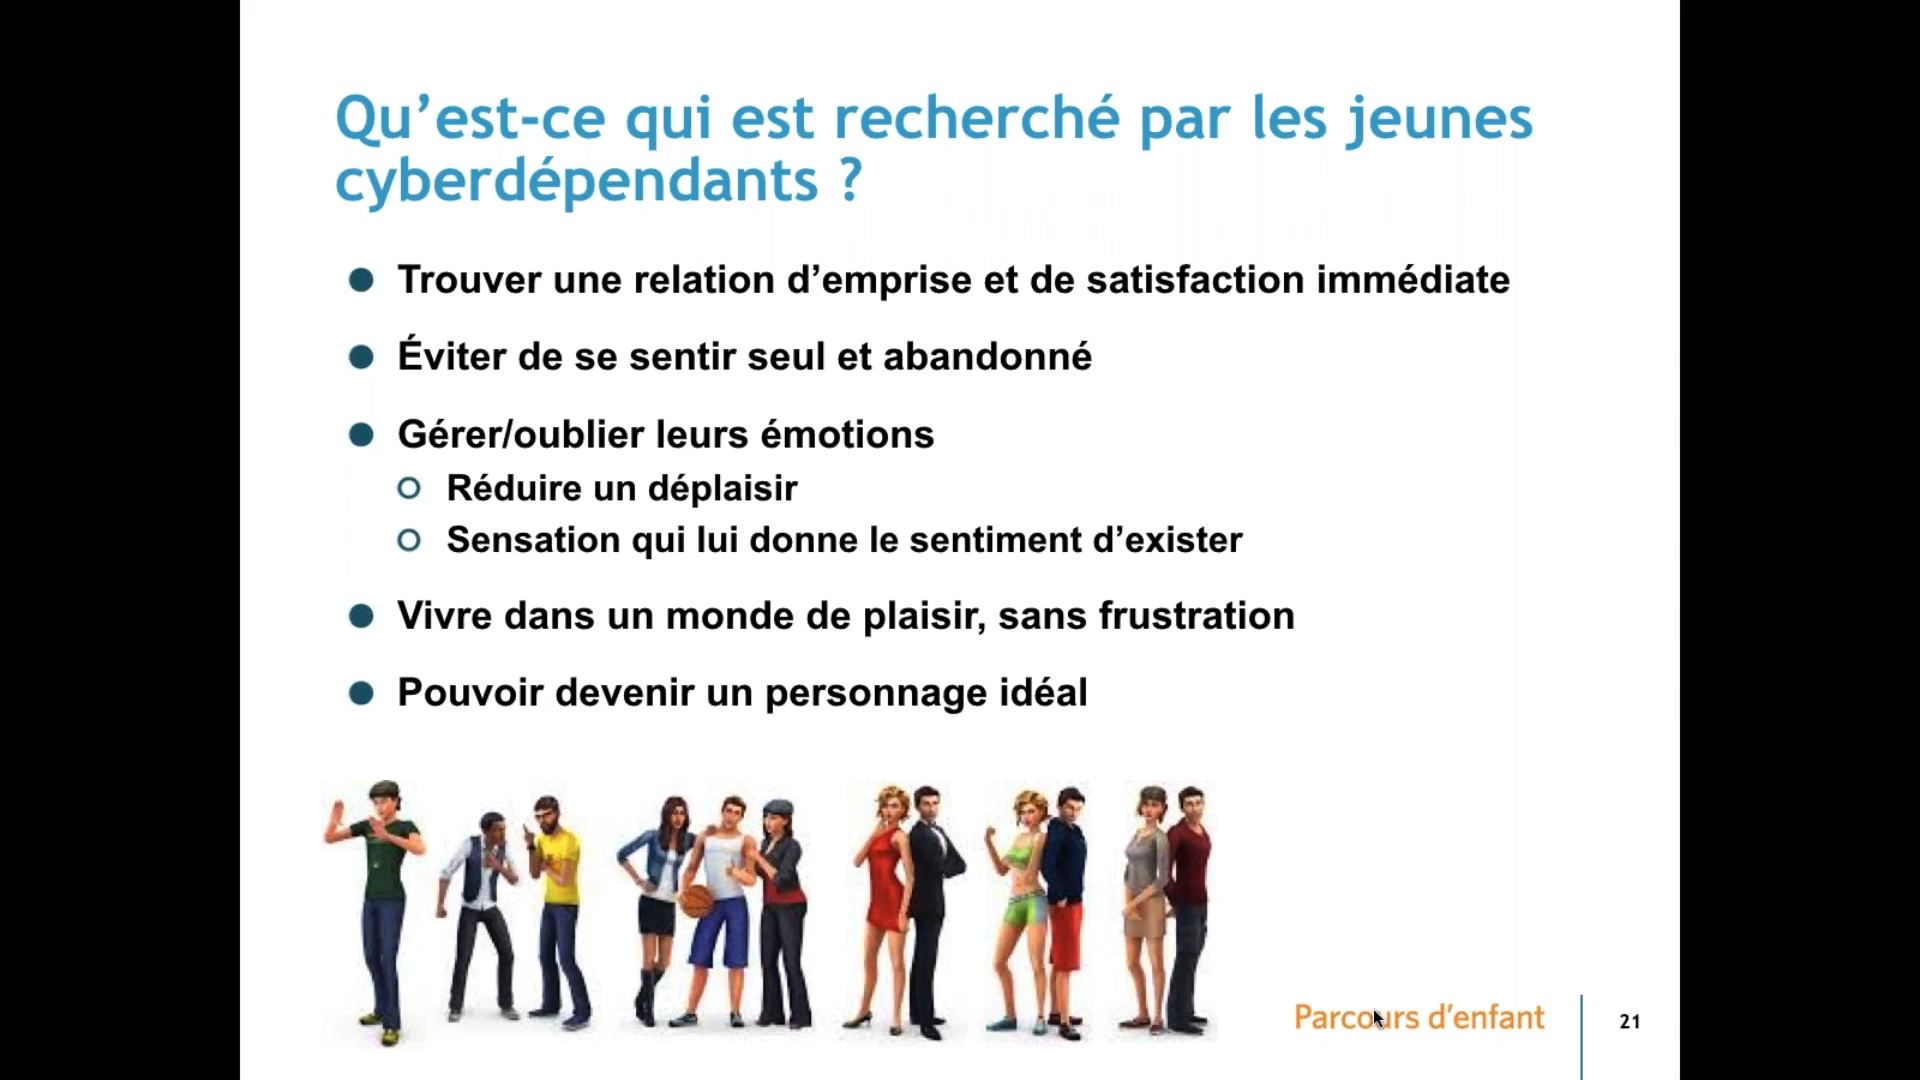 Qu’est-ce qui est recherché par les jeunes
cyberdépendants ?
Trouver une relation d’emprise et de satisfaction immédiate
Éviter de se sentir seul et abandonné
Gérer/oublier leurs émotions
Réduire un déplaisir
Sensation qui lui donne le sentiment d’exister
Vivre dans un monde de plaisir, sans frustration
Pouvoir devenir un personnage idéal
Parcours d’enfant
21